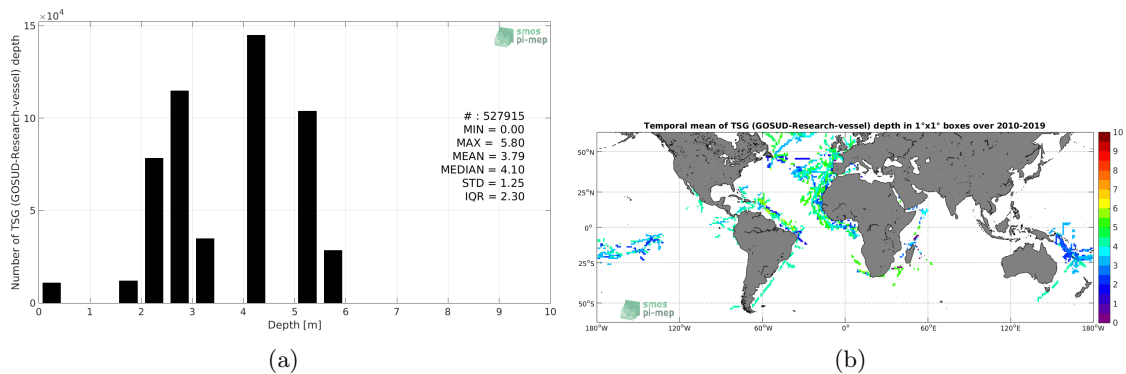 ×10⁴
15
10
5
0
Number of TSG (GOSUD-Research-vessel) depth
smos
pi-mep
# : 527915
MIN = 0.00
MAX = 5.80
MEAN = 3.79
MEDIAN = 4.10
STD = 1.25
IQR = 2.30
0 1 2 3 4 5 6 7 8 9 10
Depth [m]
(a)
Temporal mean of TSG (GOSUD-Research-vessel) depth in 1°x1° boxes over 2010-2019
50°N
25°N
0°
25°S
50°S
smos
pi-mep
180°W 120°W 60°W 0° 60°E 120°E 180°E
10
9
8
7
6
5
4
3
2
1
0
(b)